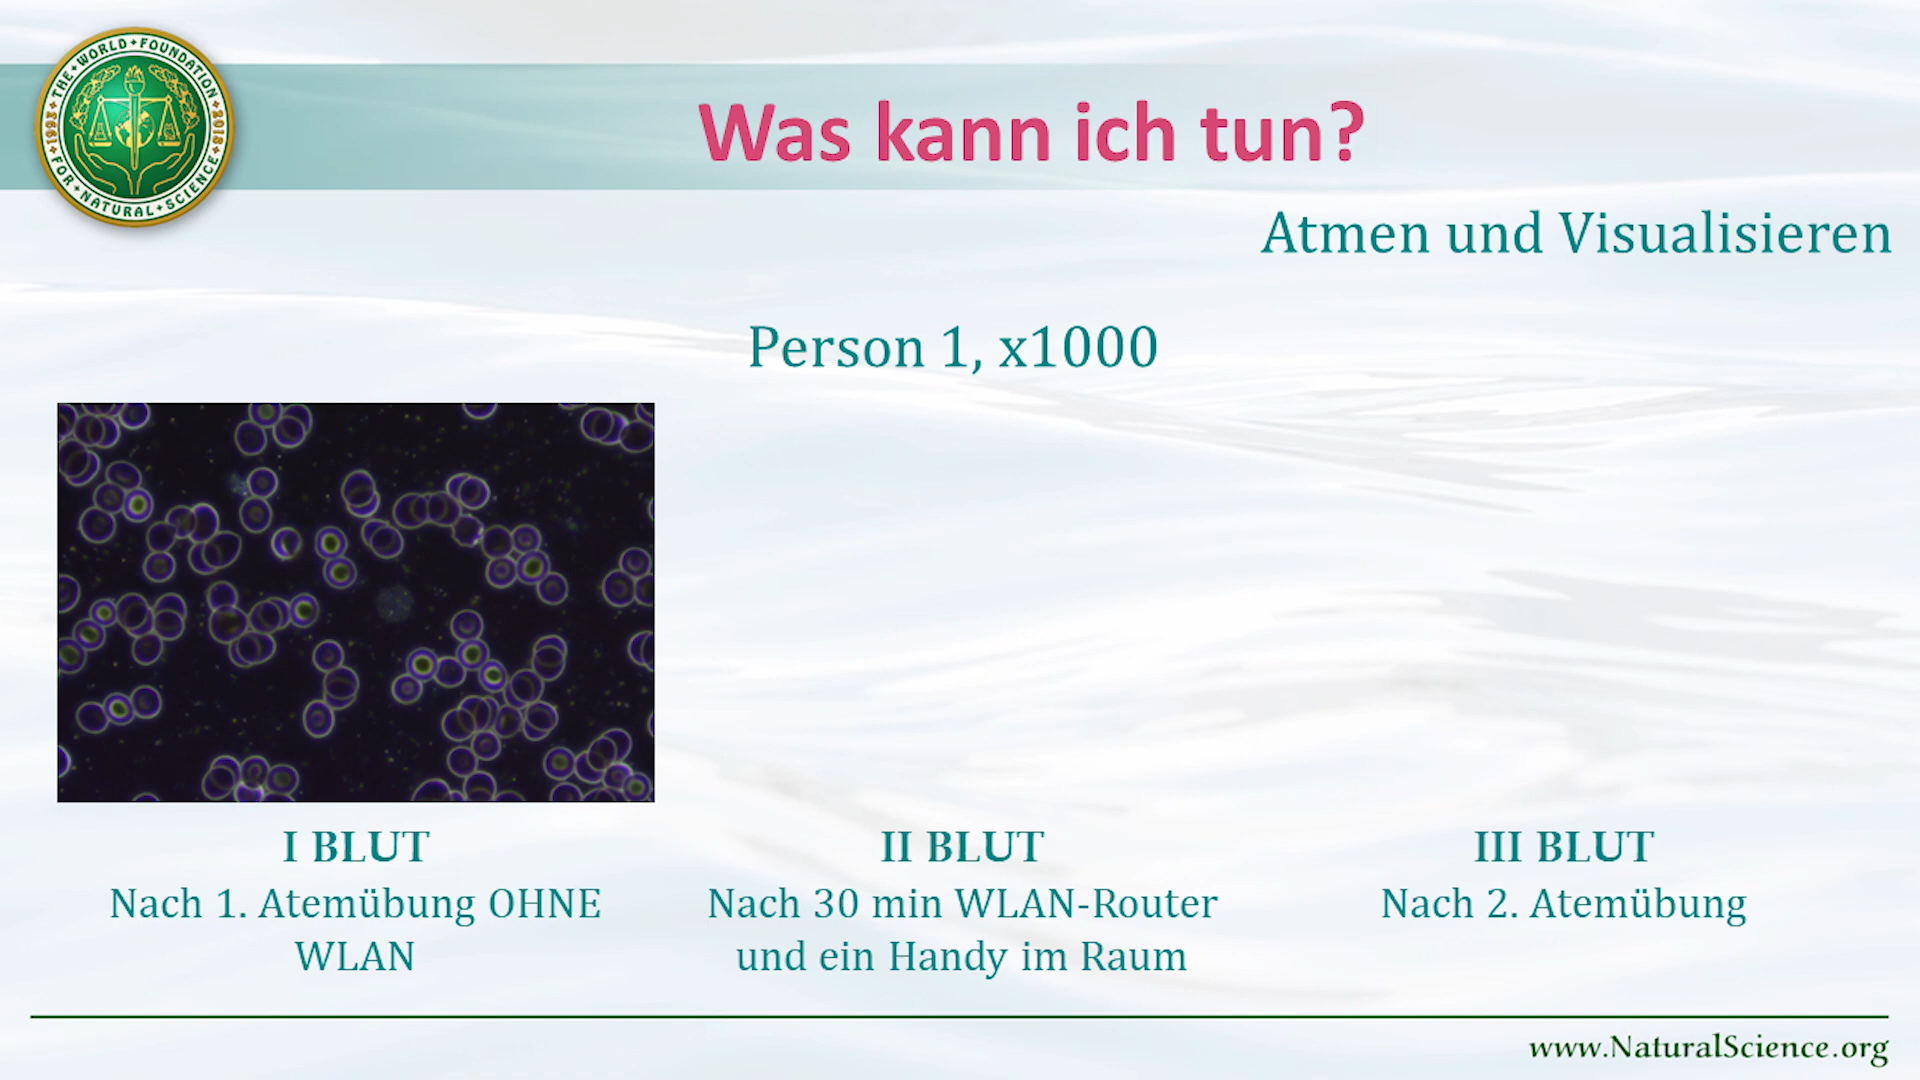 THE + WORLD + FOUNDATION + 2013 + FOR + NATURAL + SCIENCE + 1993
Was kann ich tun?
Atmen und Visualisieren
Person 1, x1000
I BLUT
Nach 1. Atemübung OHNE
WLAN
II BLUT
Nach 30 min WLAN-Router
und ein Handy im Raum
III BLUT
Nach 2. Atemübung
www.NaturalScience.org